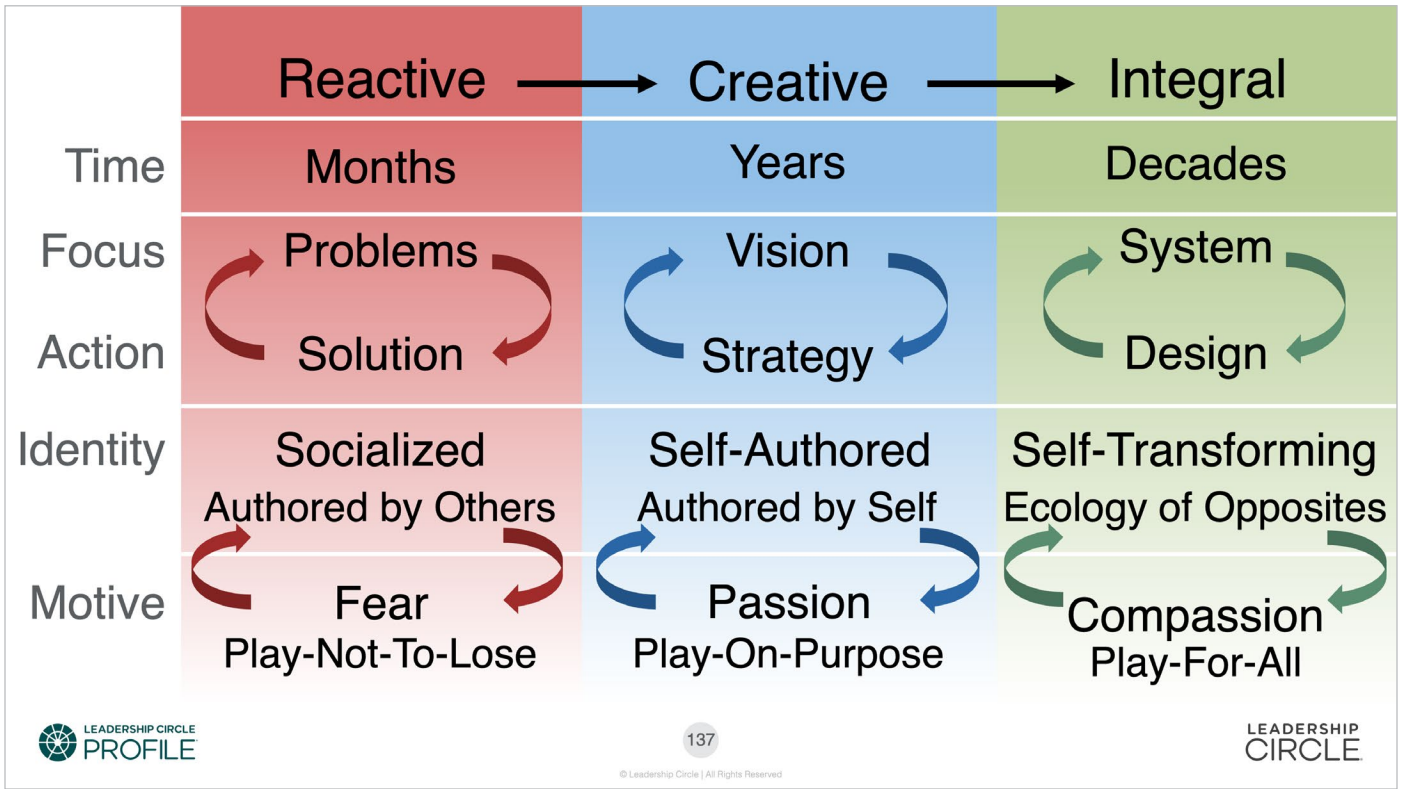 Reactive Creative Integral
Time Months Years Decades
Focus Problems Vision System
Action Solution Strategy Design
Identity Socialized Self-Authored Self-Transforming
Authored by Others Authored by Self Ecology of Opposites
Motive Fear Passion Compassion
Play-Not-To-Lose Play-On-Purpose Play-For-All
LEADERSHIP CIRCLE
PROFILE
137
© Leadership Circle | All Rights Reserved
LEADERSHIP
CIRCLE